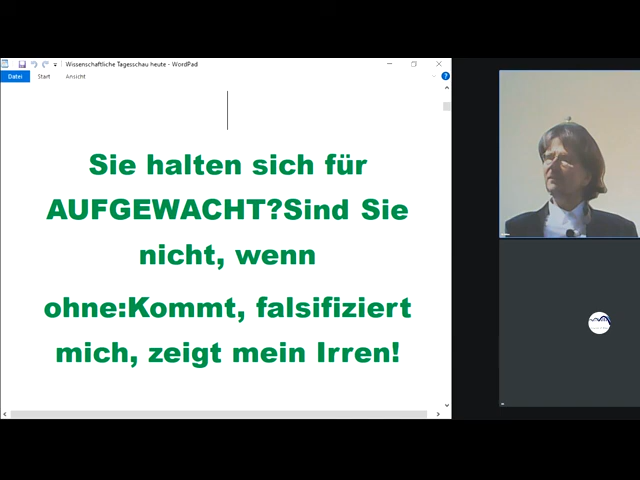 Wissenschaftliche Tagesschau heute - WordPad
Datei Start Ansicht
Sie halten sich für
AUFGEWACHT?Sind Sie
nicht, wenn
ohne:Kommt, falsifiziert
mich, zeigt mein Irren!